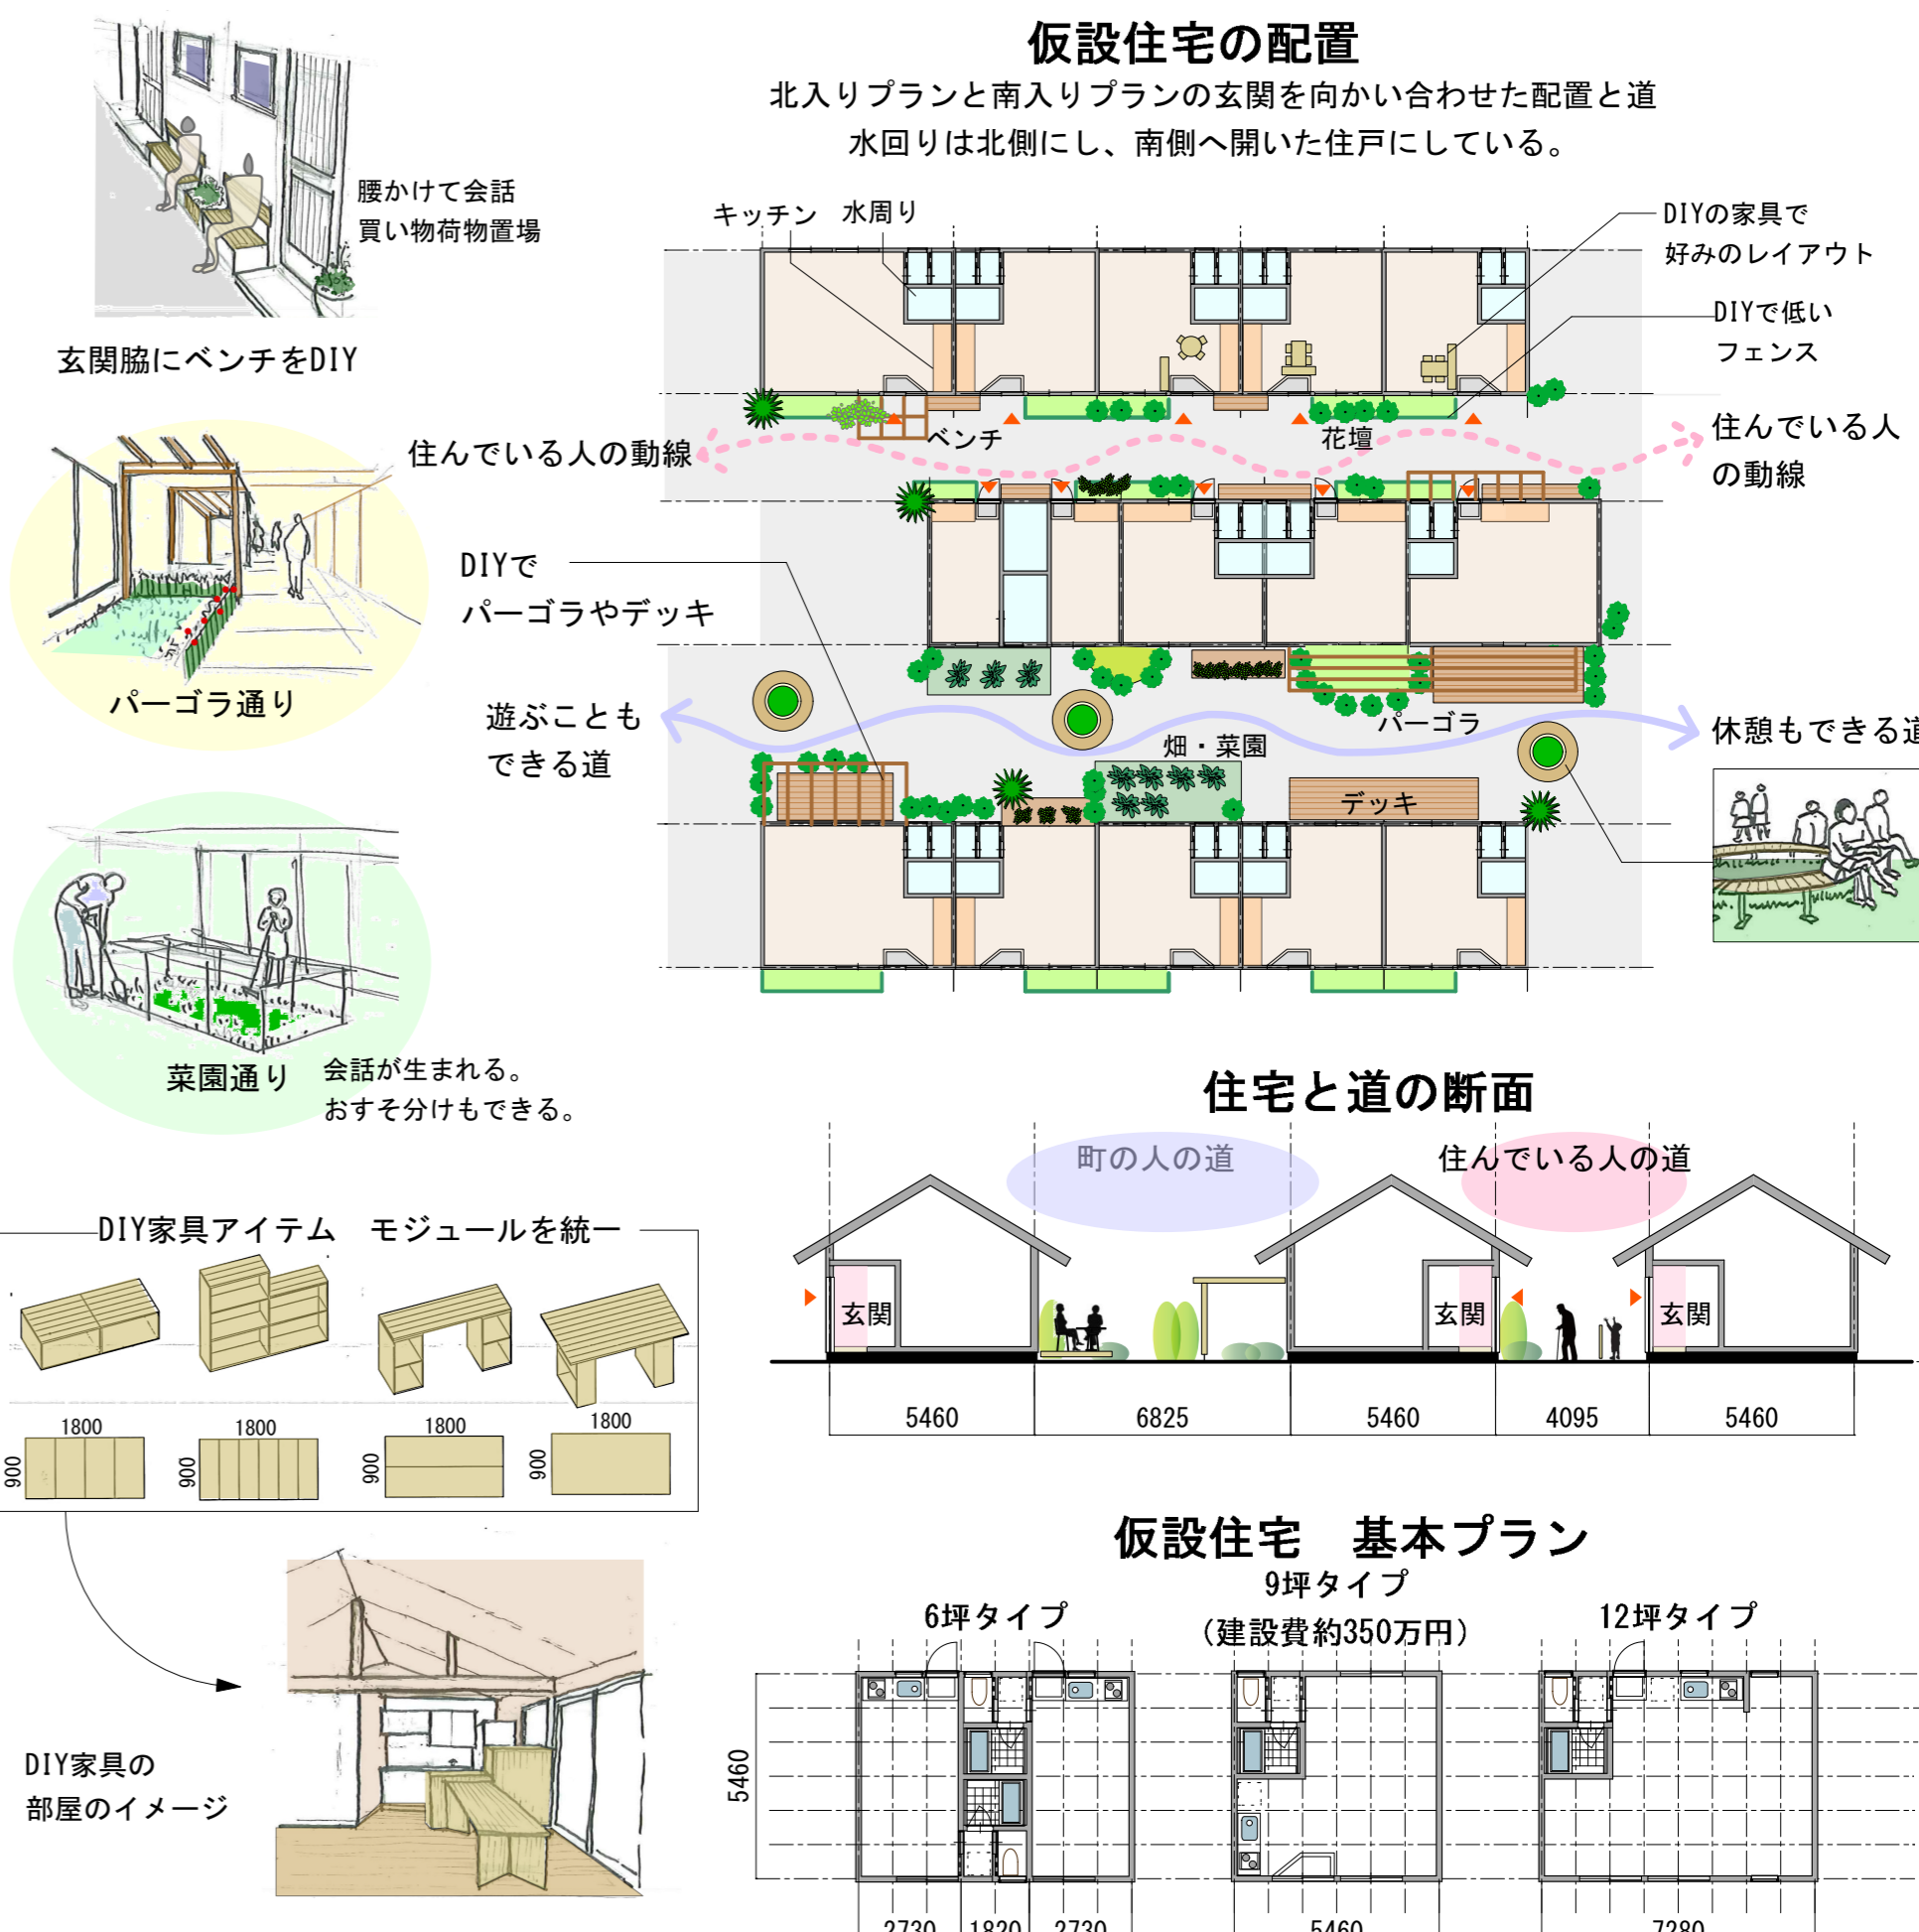 仮設住宅の配置
北入りプランと南入りプランの玄関を向かい合わせた配置と道
水回りは北側にし、南側へ開いた住戸にしている。
腰かけて会話
買い物荷物置場
玄関脇にベンチをDIY
キッチン
水周り
DIYの家具で
好みのレイアウト
DIYで低い
フェンス
住んでいる人の動線
ベンチ
花壇
住んでいる人
の動線
パーゴラ通り
DIYで
パーゴラやデッキ
遊ぶことも
できる道
畑・菜園
パーゴラ
休憩もできる道
デッキ
菜園通り
会話が生まれる。
おすそ分けもできる。
住宅と道の断面
町の人の道
住んでいる人の道
玄関
玄関
玄関
5460
6825
5460
4095
5460
DIY家具アイテム　モジュールを統一
1800
900
1800
900
1800
900
1800
900
DIY家具の
部屋のイメージ
仮設住宅　基本プラン
6坪タイプ
9坪タイプ
（建設費約350万円）
12坪タイプ
5460
2730
1820
2730
5460
7280